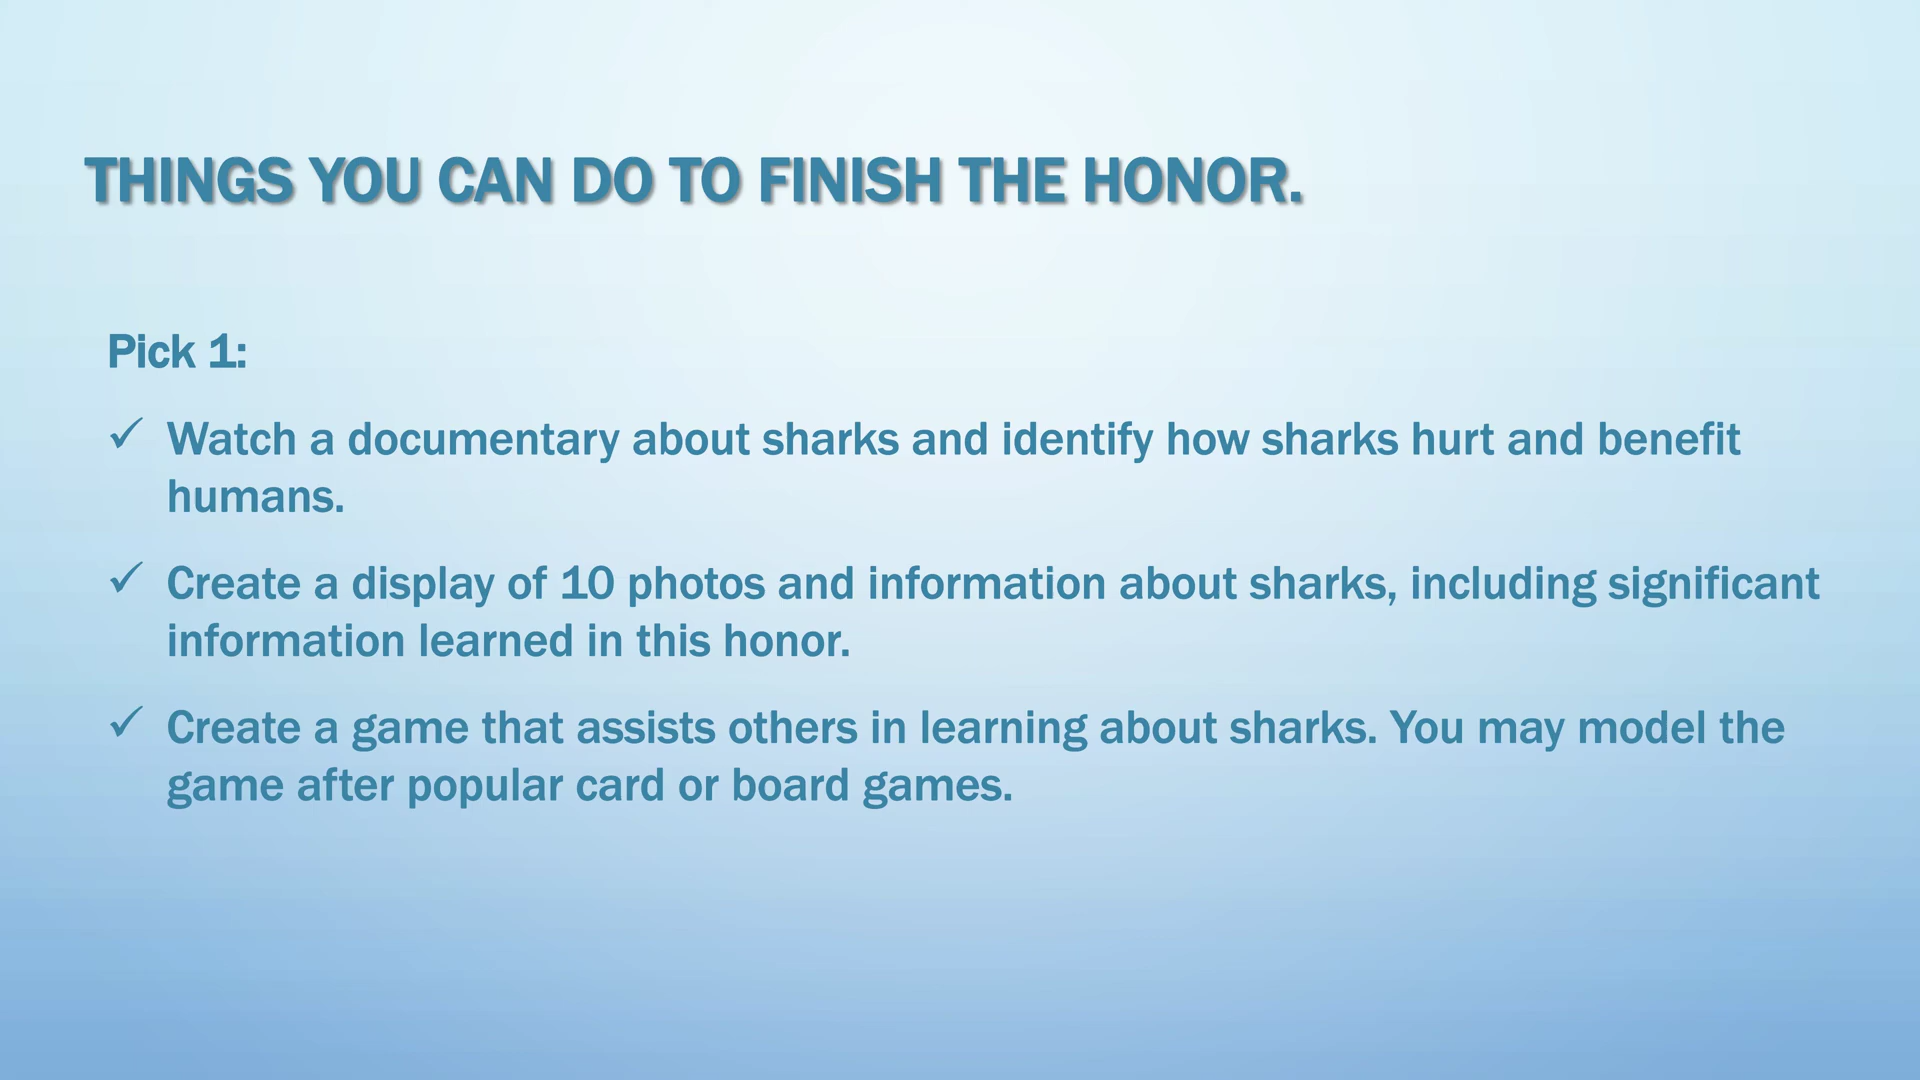 THINGS YOU CAN DO TO FINISH THE HONOR.
Pick 1:
✓ Watch a documentary about sharks and identify how sharks hurt and benefit
humans.
✓ Create a display of 10 photos and information about sharks, including significant
information learned in this honor.
✓ Create a game that assists others in learning about sharks. You may model the
game after popular card or board games.